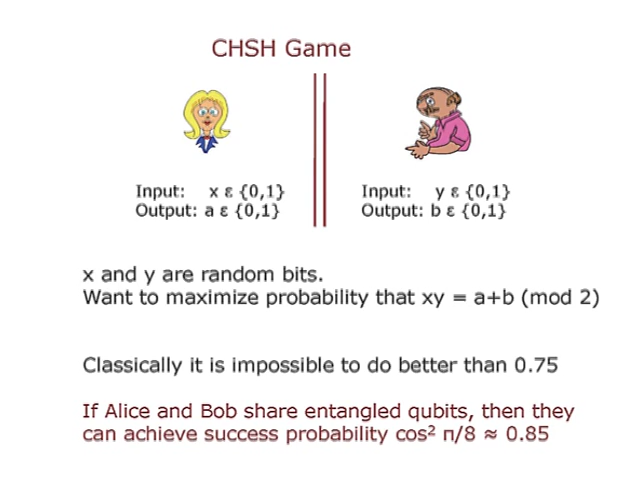 CHSH Game
Input: x ε {0,1}
Output: a ε {0,1}
Input: y ε {0,1}
Output: b ε {0,1}
x and y are random bits.
Want to maximize probability that xy = a+b (mod 2)
Classically it is impossible to do better than 0.75
If Alice and Bob share entangled qubits, then they
can achieve success probability cos² π/8 ≈ 0.85